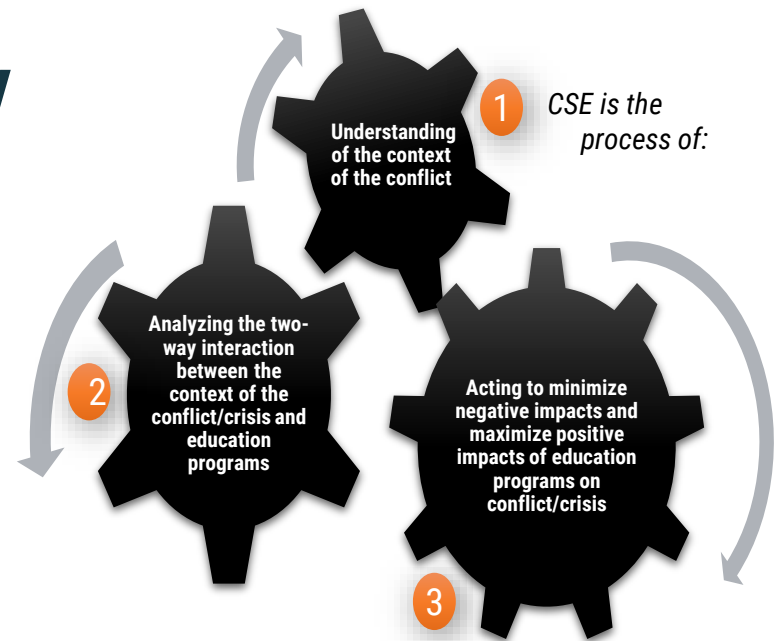 1
CSE is the
process of:
Understanding
of the context
of the conflict
2
Analyzing the two-
way interaction
between the
context of the
conflict/crisis and
education
programs
Acting to minimize
negative impacts and
maximize positive
impacts of education
programs on
conflict/crisis
3